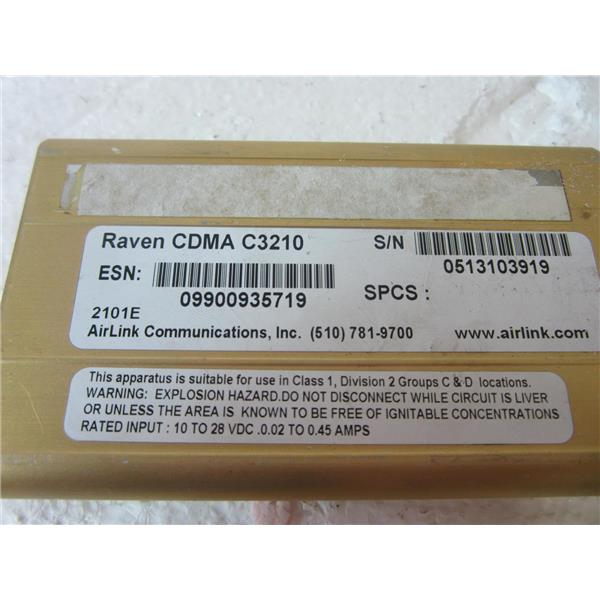 Raven CDMA C3210 S/N
0513103919
ESN:
09900935719 SPCS :
2101E
AirLink Communications, Inc. (510) 781-9700 www.airlink.com
This apparatus is suitable for use in Class 1, Division 2 Groups C & D locations.
WARNING: EXPLOSION HAZARD.DO NOT DISCONNECT WHILE CIRCUIT IS LIVER
OR UNLESS THE AREA IS KNOWN TO BE FREE OF IGNITABLE CONCENTRATIONS
RATED INPUT : 10 TO 28 VDC .0.02 TO 0.45 AMPS